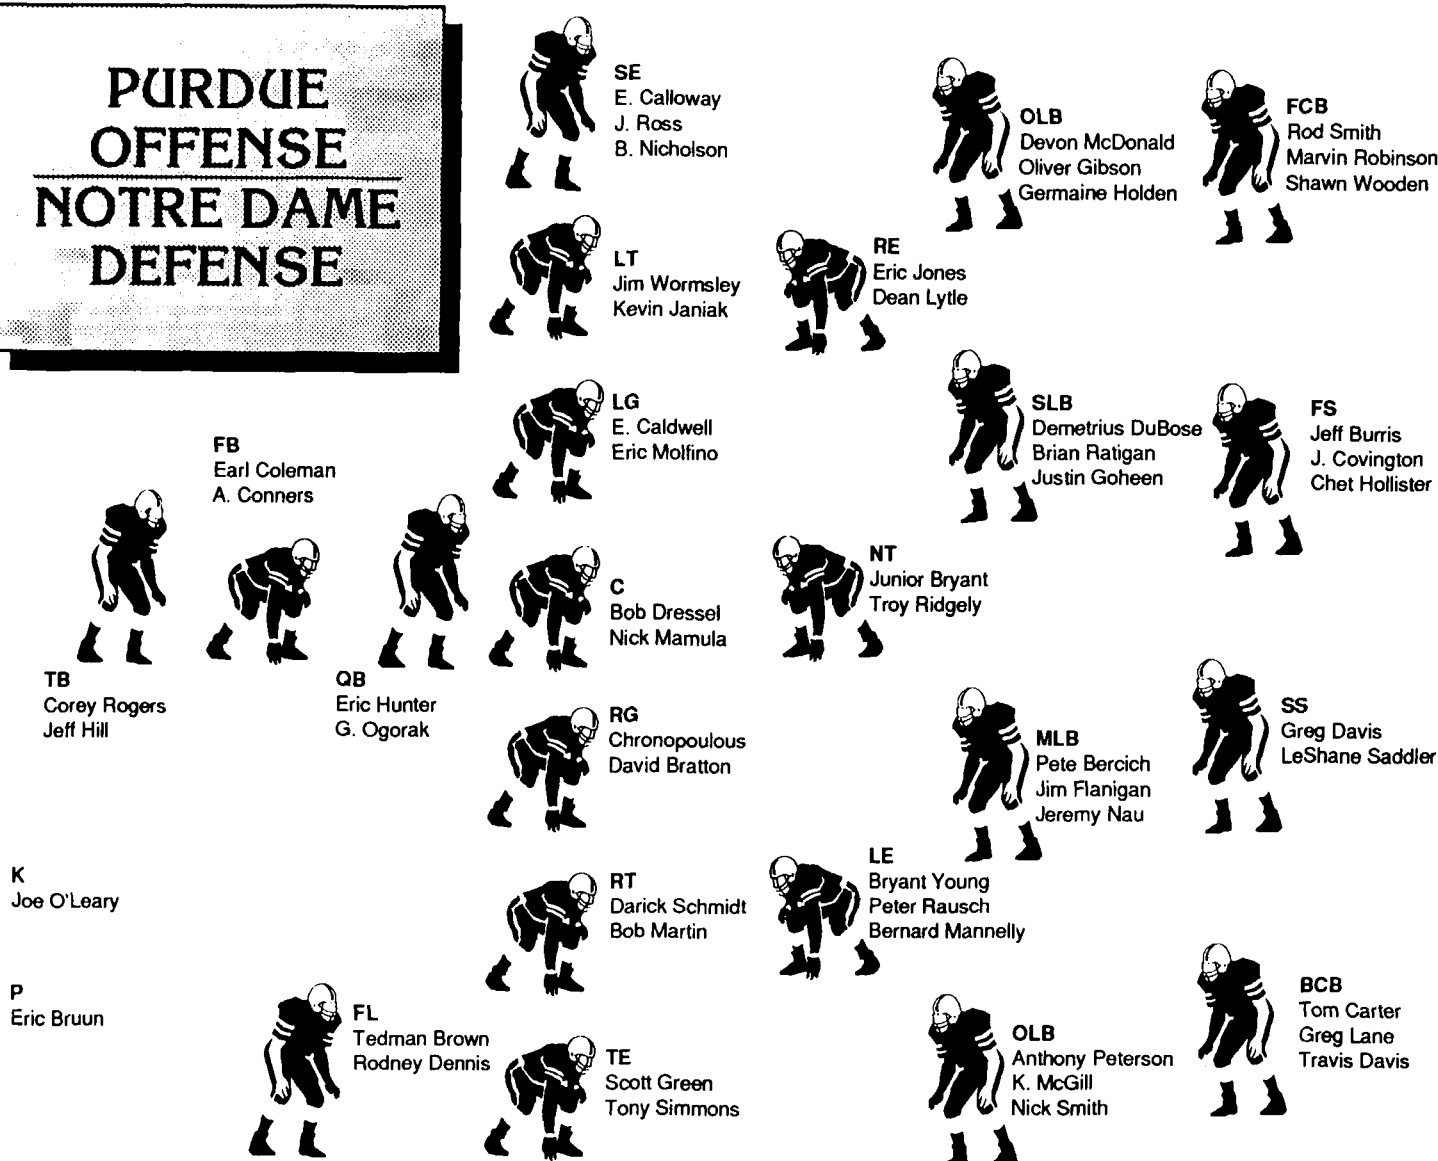 PURDUE
OFFENSE
NOTRE DAME
DEFENSE
SE
E. Calloway
J. Ross
B. Nicholson
OLB
Devon McDonald
Oliver Gibson
Germaine Holden
FCB
Rod Smith
Marvin Robinson
Shawn Wooden
LT
Jim Wormsley
Kevin Janiak
RE
Eric Jones
Dean Lytle
LG
E. Caldwell
Eric Molfino
SLB
Demetrius DuBose
Brian Ratigan
Justin Goheen
FS
Jeff Burris
J. Covington
Chet Hollister
FB
Earl Coleman
A. Conners
C
Bob Dressel
Nick Mamula
NT
Junior Bryant
Troy Ridgely
TB
Corey Rogers
Jeff Hill
QB
Eric Hunter
G. Ogorak
RG
Chronopoulous
David Bratton
MLB
Pete Bercich
Jim Flanigan
Jeremy Nau
SS
Greg Davis
LeShane Saddler
K
Joe O'Leary
RT
Darick Schmidt
Bob Martin
LE
Bryant Young
Peter Rausch
Bernard Mannelly
P
Eric Bruun
FL
Tedman Brown
Rodney Dennis
TE
Scott Green
Tony Simmons
OLB
Anthony Peterson
K. McGill
Nick Smith
BCB
Tom Carter
Greg Lane
Travis Davis